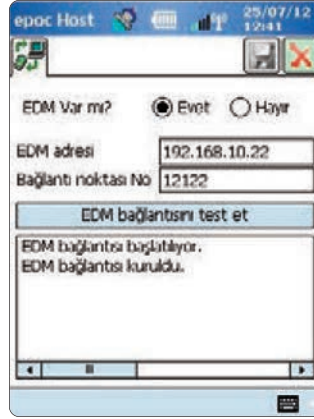 epoc Host 25/07/12
12:41
EDM Var mı? Evet Hayır
EDM adresi 192.168.10.22
Bağlantı noktası No 12122
EDM bağlantısını test et
EDM bağlantısı başlatılıyor.
EDM bağlantısı kuruldu.